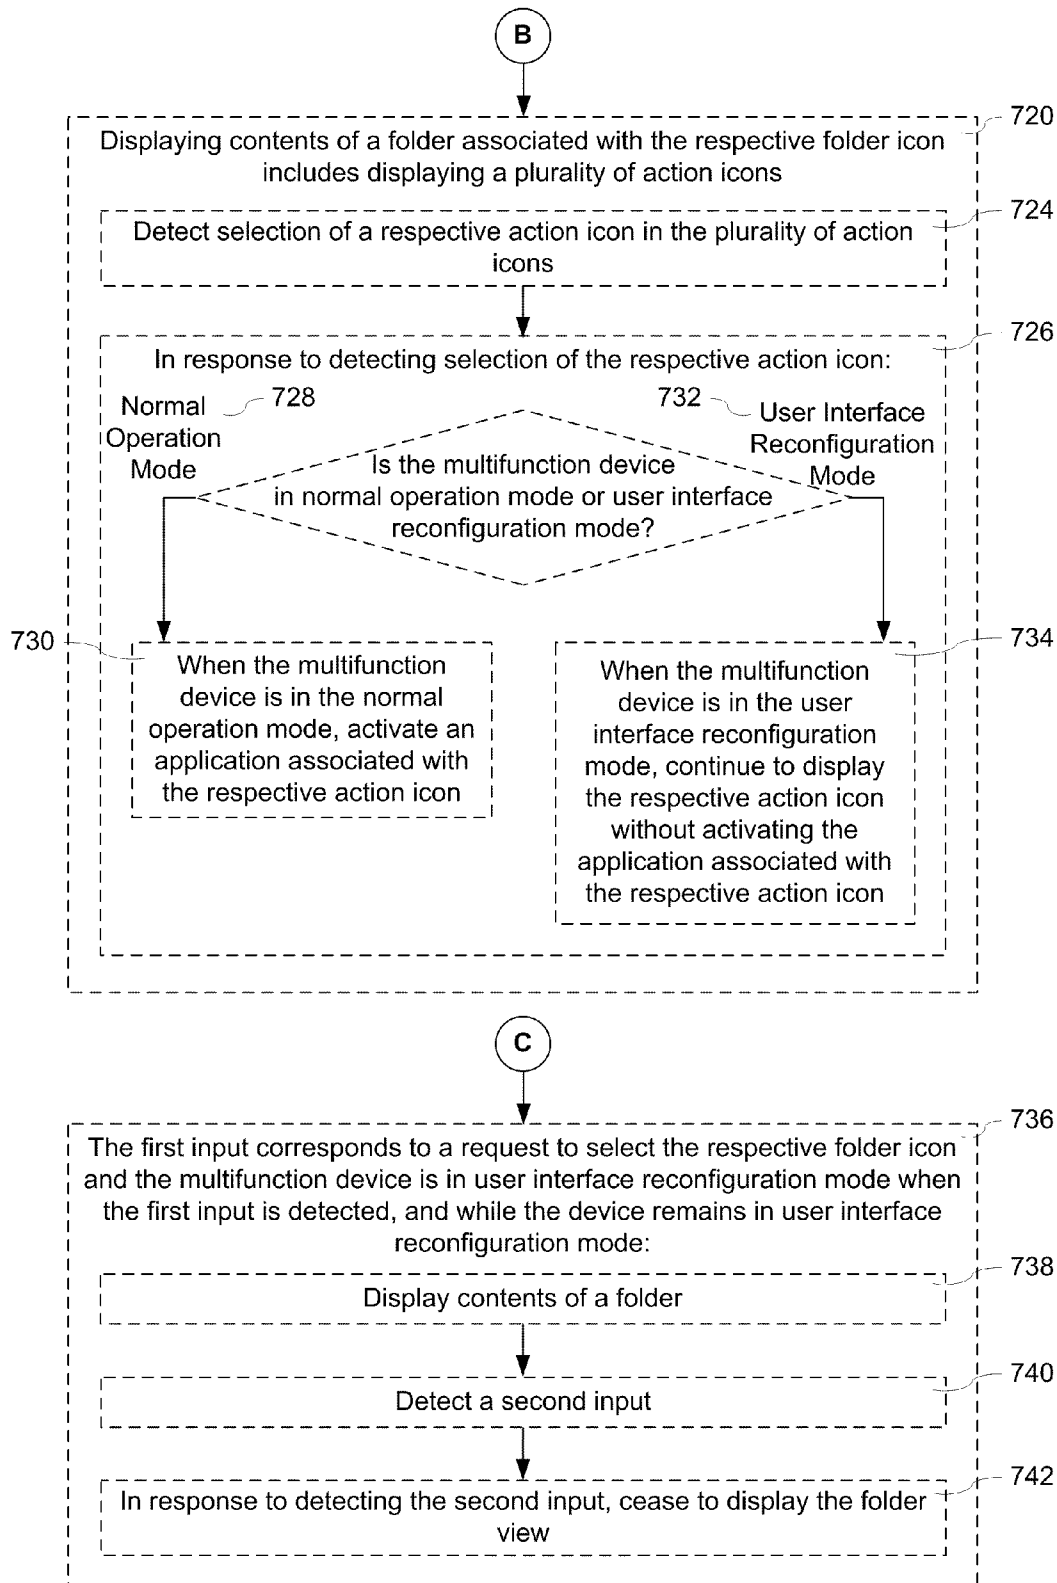 B
720
Displaying contents of a folder associated with the respective folder icon
includes displaying a plurality of action icons
724
Detect selection of a respective action icon in the plurality of action
icons
726
In response to detecting selection of the respective action icon:
728
Normal
Operation
Mode
732
User Interface
Reconfiguration
Mode
Is the multifunction device
in normal operation mode or user interface
reconfiguration mode?
730
When the multifunction
device is in the normal
operation mode, activate an
application associated with
the respective action icon
734
When the multifunction
device is in the user
interface reconfiguration
mode, continue to display
the respective action icon
without activating the
application associated with
the respective action icon
C
736
The first input corresponds to a request to select the respective folder icon
and the multifunction device is in user interface reconfiguration mode when
the first input is detected, and while the device remains in user interface
reconfiguration mode:
738
Display contents of a folder
740
Detect a second input
742
In response to detecting the second input, cease to display the folder
view